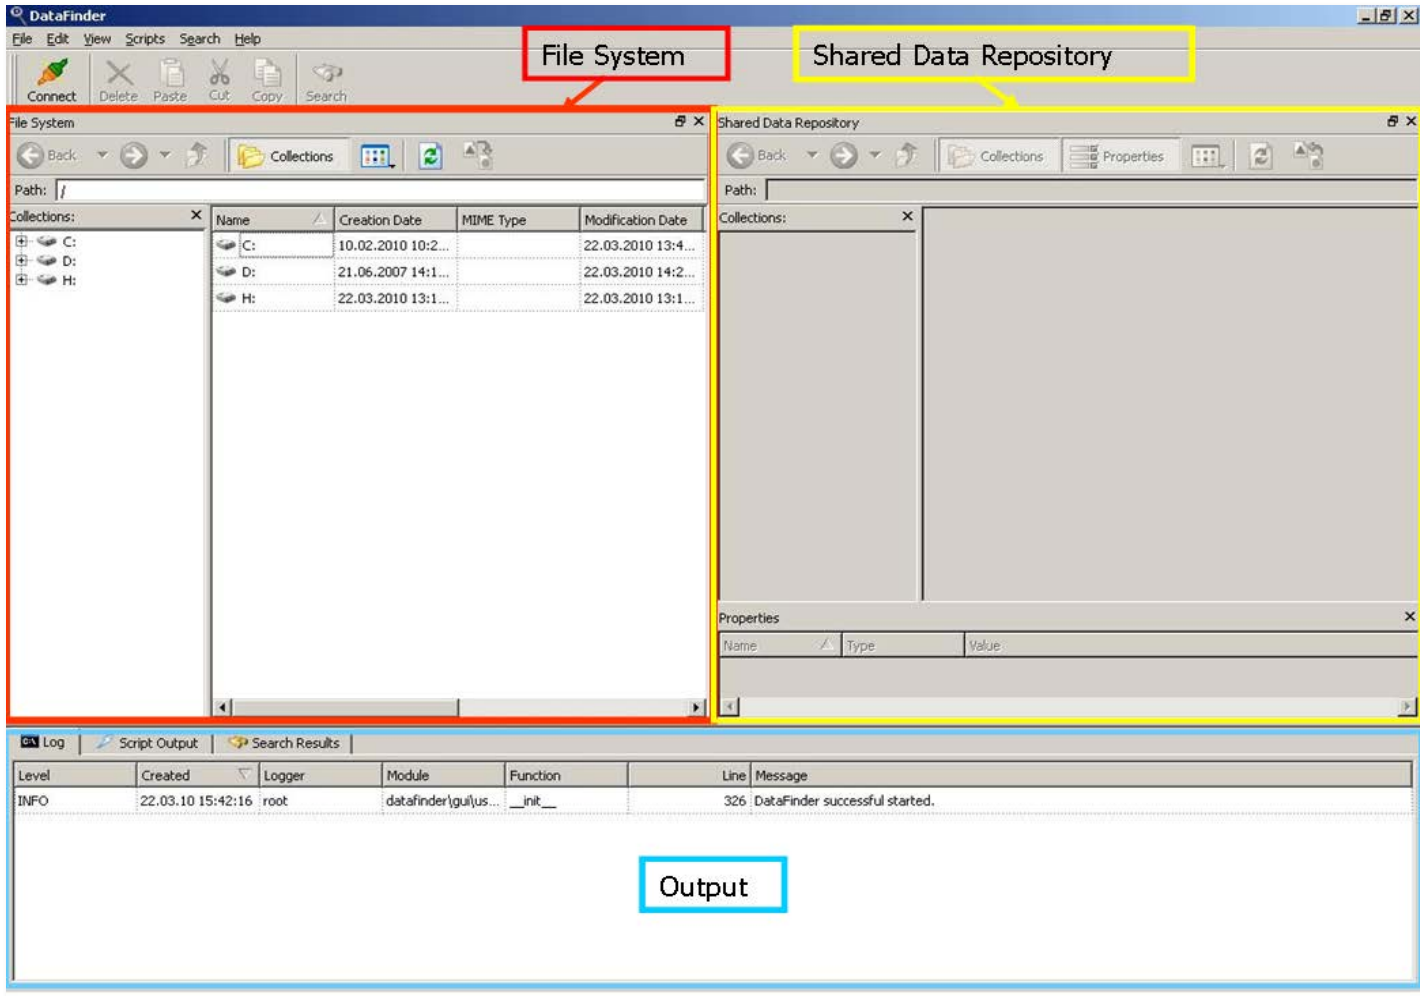 DataFinder
File Edit View Scripts Search Help
File System
Shared Data Repository
Connect Delete Paste Cut Copy Search
File System
Back Collections
Path: /
Collections:
C:
D:
H:
Name Creation Date MIME Type Modification Date
C: 10.02.2010 10:2... 22.03.2010 13:4...
D: 21.06.2007 14:1... 22.03.2010 14:2...
H: 22.03.2010 13:1... 22.03.2010 13:1...
Shared Data Repository
Back Collections Properties
Path:
Collections:
Properties
Name Type Value
Log Script Output Search Results
Level Created Logger Module Function Line Message
INFO 22.03.10 15:42:16 root datafinder\gui\us... __init__ 326 DataFinder successful started.
Output